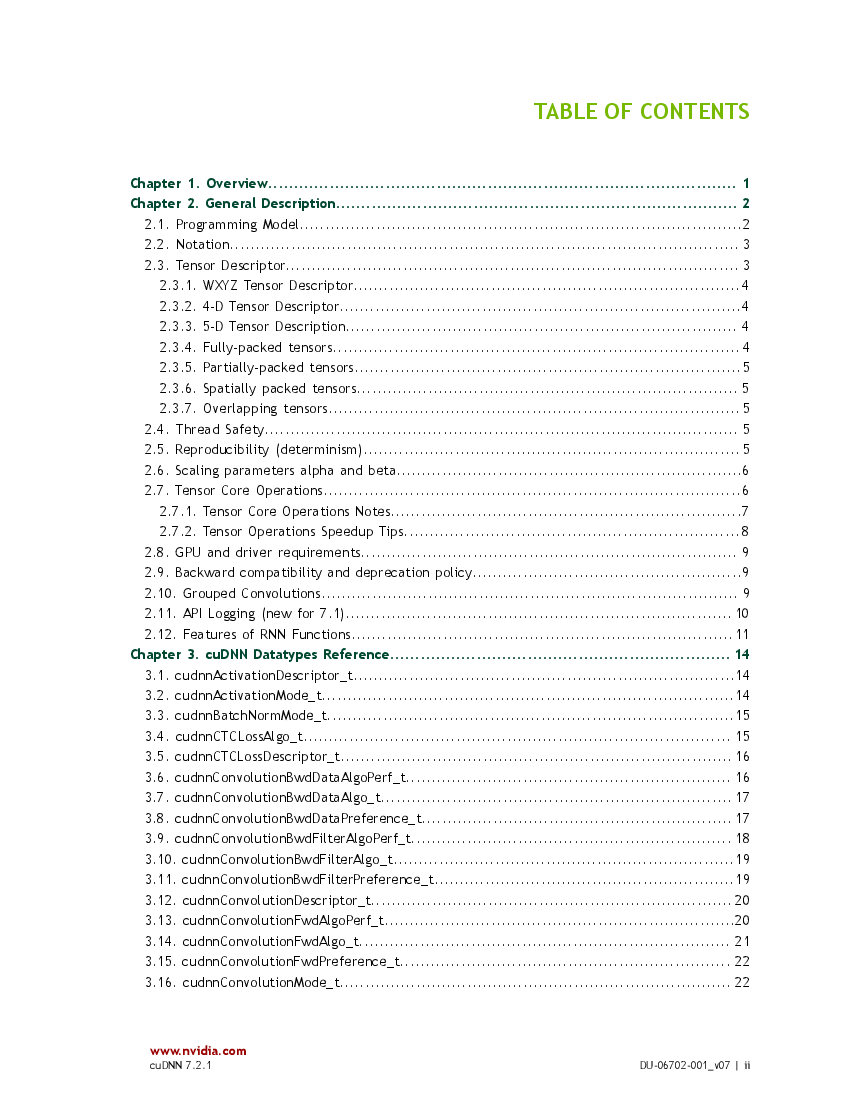 TABLE OF CONTENTS
Chapter 1. Overview........................................................................................... 1
Chapter 2. General Description.............................................................................. 2
2.1. Programming Model......................................................................................2
2.2. Notation................................................................................................... 3
2.3. Tensor Descriptor........................................................................................ 3
2.3.1. WXYZ Tensor Descriptor............................................................................4
2.3.2. 4-D Tensor Descriptor...............................................................................4
2.3.3. 5-D Tensor Description............................................................................. 4
2.3.4. Fully-packed tensors................................................................................4
2.3.5. Partially-packed tensors........................................................................... 5
2.3.6. Spatially packed tensors........................................................................... 5
2.3.7. Overlapping tensors................................................................................ 5
2.4. Thread Safety............................................................................................ 5
2.5. Reproducibility (determinism)......................................................................... 5
2.6. Scaling parameters alpha and beta....................................................................6
2.7. Tensor Core Operations..................................................................................6
2.7.1. Tensor Core Operations Notes.....................................................................7
2.7.2. Tensor Operations Speedup Tips..................................................................8
2.8. GPU and driver requirements.......................................................................... 9
2.9. Backward compatibility and deprecation policy.....................................................9
2.10. Grouped Convolutions.................................................................................. 9
2.11. API Logging (new for 7.1)............................................................................ 10
2.12. Features of RNN Functions........................................................................... 11
Chapter 3. cuDNN Datatypes Reference.................................................................. 14
3.1. cudnnActivationDescriptor_t...........................................................................14
3.2. cudnnActivationMode_t.................................................................................14
3.3. cudnnBatchNormMode_t................................................................................15
3.4. cudnnCTCLossAlgo_t.................................................................................... 15
3.5. cudnnCTCLossDescriptor_t............................................................................. 16
3.6. cudnnConvolutionBwdDataAlgoPerf_t................................................................ 16
3.7. cudnnConvolutionBwdDataAlgo_t..................................................................... 17
3.8. cudnnConvolutionBwdDataPreference_t............................................................. 17
3.9. cudnnConvolutionBwdFilterAlgoPerf_t............................................................... 18
3.10. cudnnConvolutionBwdFilterAlgo_t...................................................................19
3.11. cudnnConvolutionBwdFilterPreference_t...........................................................19
3.12. cudnnConvolutionDescriptor_t.......................................................................20
3.13. cudnnConvolutionFwdAlgoPerf_t.....................................................................20
3.14. cudnnConvolutionFwdAlgo_t......................................................................... 21
3.15. cudnnConvolutionFwdPreference_t................................................................. 22
3.16. cudnnConvolutionMode_t............................................................................. 22
www.nvidia.com
cuDNN 7.2.1
DU-06702-001_v07 | ii